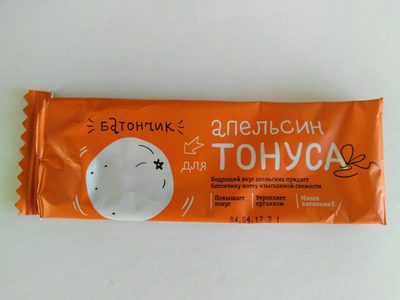 БАТОНЧИК
апельсин
для
ТОНУСА
Бодрящий вкус апельсина придает
батончику нотку изысканной свежести
Повышает тонус
Укрепляет организм
Много витамина С
04.04.17 3 1